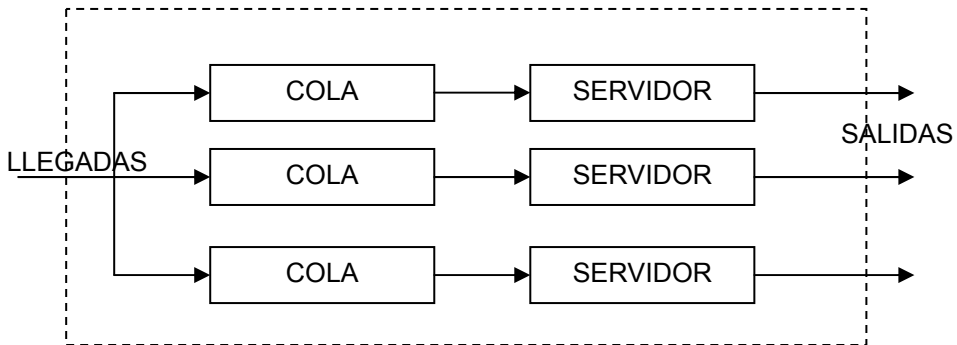 COLA
SERVIDOR
SALIDAS
LLEGADAS
COLA
SERVIDOR
COLA
SERVIDOR